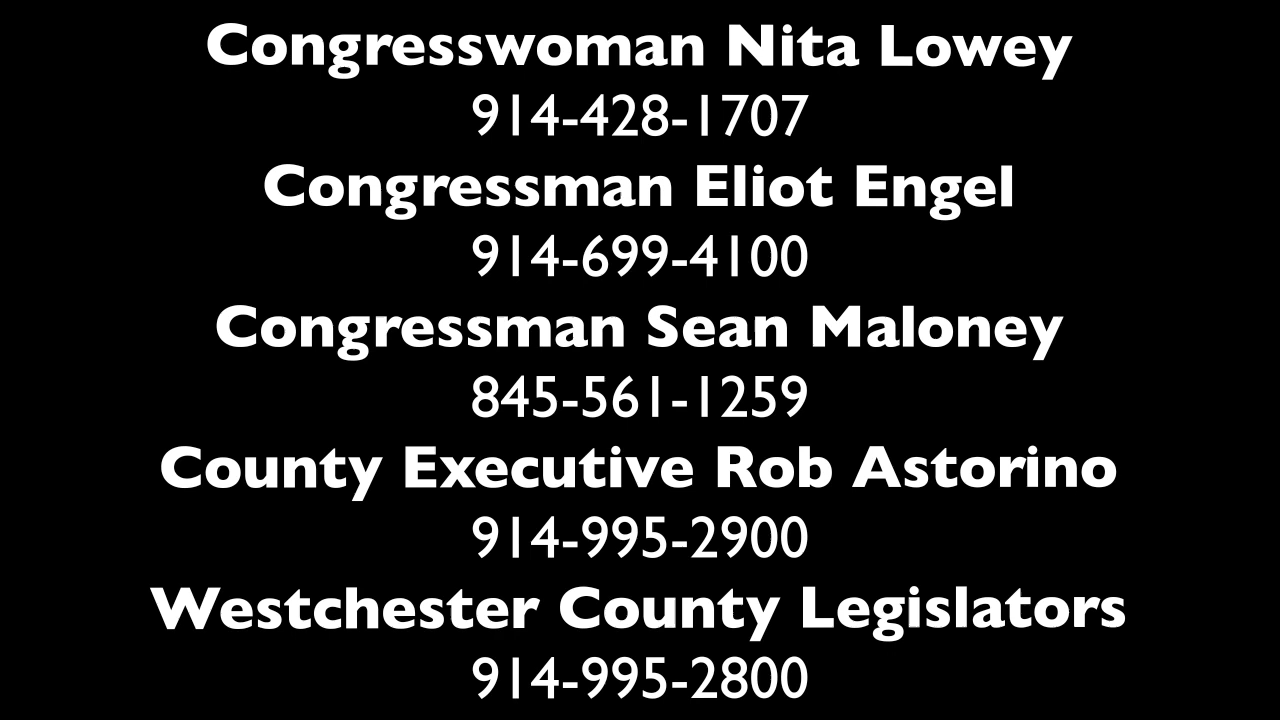 Congresswoman Nita Lowey
914-428-1707
Congressman Eliot Engel
914-699-4100
Congressman Sean Maloney
845-561-1259
County Executive Rob Astorino
914-995-2900
Westchester County Legislators
914-995-2800